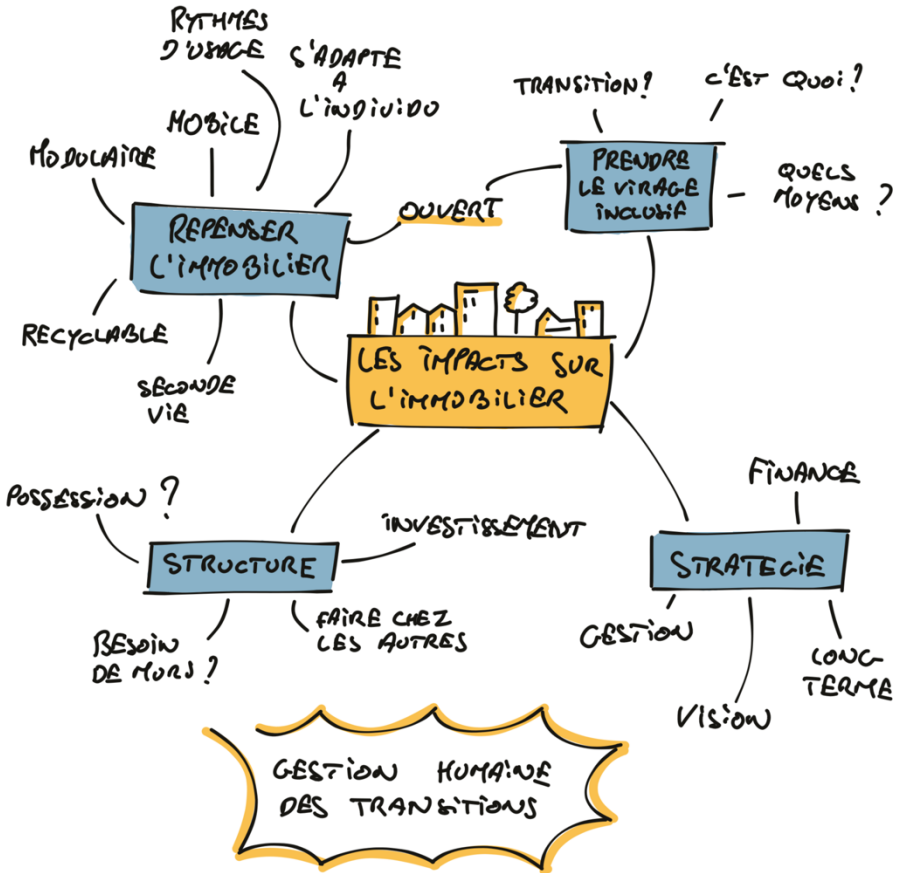 RYTHMES
D'USAGE
S'ADAPTE
A
L'INDIVIDU
MOBILE
MODULAIRE
REPENSER
L'IMMOBILIER
RECYCLABLE
SECONDE
VIE
OUVERT
TRANSITION?
C'EST QUOI?
PRENDRE
LE VIRAGE
INCLUSIF
QUELS
MOYENS ?
LES IMPACTS SUR
L'IMMOBILIER
POSSESSION ?
STRUCTURE
INVESTISSEMENT
BESOIN
DE MURS ?
FAIRE CHEZ
LES AUTRES
FINANCE
STRATEGIE
GESTION
VISION
LONG-
TERME
GESTION HUMAINE
DES TRANSITIONS